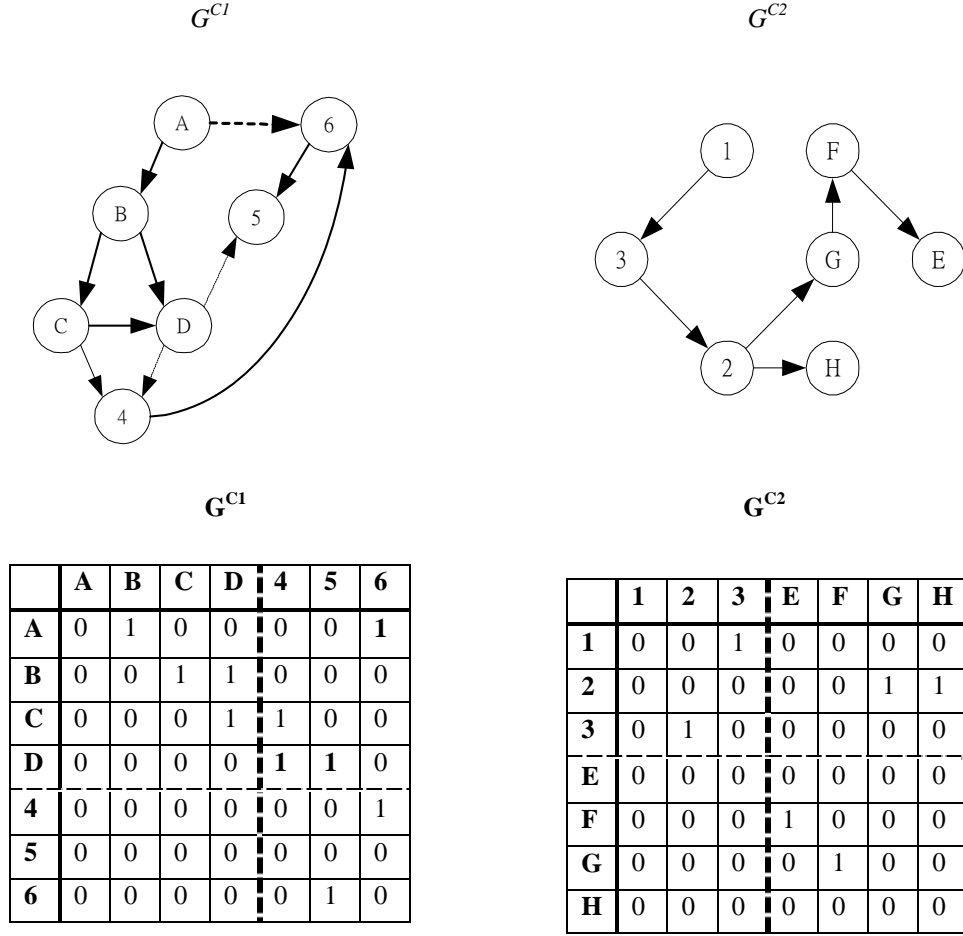 G^C1
G^C2
A
6
B
5
C
D
4
1
F
3
G
E
2
H
G^C1
G^C2
A B C D 4 5 6
A 0 1 0 0 0 0 1
B 0 0 1 1 0 0 0
C 0 0 0 1 1 0 0
D 0 0 0 0 1 1 0
4 0 0 0 0 0 0 1
5 0 0 0 0 0 0 0
6 0 0 0 0 0 1 0
1 2 3 E F G H
1 0 0 1 0 0 0 0
2 0 0 0 0 0 1 1
3 0 1 0 0 0 0 0
E 0 0 0 0 0 0 0
F 0 0 0 1 0 0 0
G 0 0 0 0 1 0 0
H 0 0 0 0 0 0 0